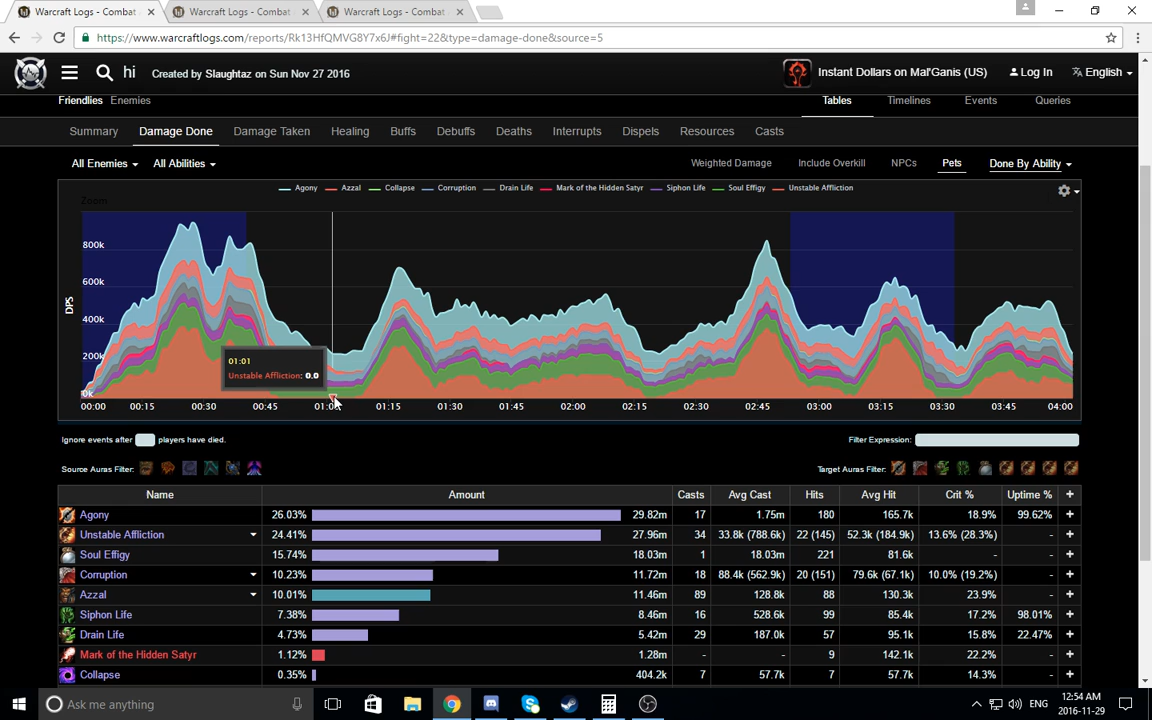 Warcraft Logs - Combat × Warcraft Logs - Combat × Warcraft Logs - Combat ×
https://www.warcraftlogs.com/reports/Rk13HfQMVG8Y7x6J#fight=22&type=damage-done&source=5
hi Created by Slaughtaz on Sun Nov 27 2016 Instant Dollars on Mal'Ganis (US) Log In English
Friendlies Enemies Tables Timelines Events Queries
Summary Damage Done Damage Taken Healing Buffs Debuffs Deaths Interrupts Dispels Resources Casts
All Enemies All Abilities Weighted Damage Include Overkill NPCs Pets Done By Ability
Agony Azzal Collapse Corruption Drain Life Mark of the Hidden Satyr Siphon Life Soul Effigy Unstable Affliction
Zoom
800k
600k
DPS
400k
200k
01:01
Unstable Affliction: 0.0
0k
00:00 00:15 00:30 00:45 01:00 01:15 01:30 01:45 02:00 02:15 02:30 02:45 03:00 03:15 03:30 03:45 04:00
Ignore events after players have died. Filter Expression:
Source Auras Filter: Target Auras Filter:
Name Amount Casts Avg Cast Hits Avg Hit Crit % Uptime % +
Agony 26.03% 29.82m 17 1.75m 180 165.7k 18.9% 99.62% +
Unstable Affliction 24.41% 27.96m 34 33.8k (788.6k) 22 (145) 52.3k (184.9k) 13.6% (28.3%) - +
Soul Effigy 15.74% 18.03m 1 18.03m 221 81.6k - - +
Corruption 10.23% 11.72m 18 88.4k (562.9k) 20 (151) 79.6k (67.1k) 10.0% (19.2%) - +
Azzal 10.01% 11.46m 89 128.8k 88 130.3k 23.9% - +
Siphon Life 7.38% 8.46m 16 528.6k 99 85.4k 17.2% 98.01% +
Drain Life 4.73% 5.42m 29 187.0k 57 95.1k 15.8% 22.47% +
Mark of the Hidden Satyr 1.12% 1.28m - - 9 142.1k 22.2% - +
Collapse 0.35% 404.2k 7 57.7k 7 57.7k 14.3% - +
Ask me anything ENG 12:54 AM
2016-11-29